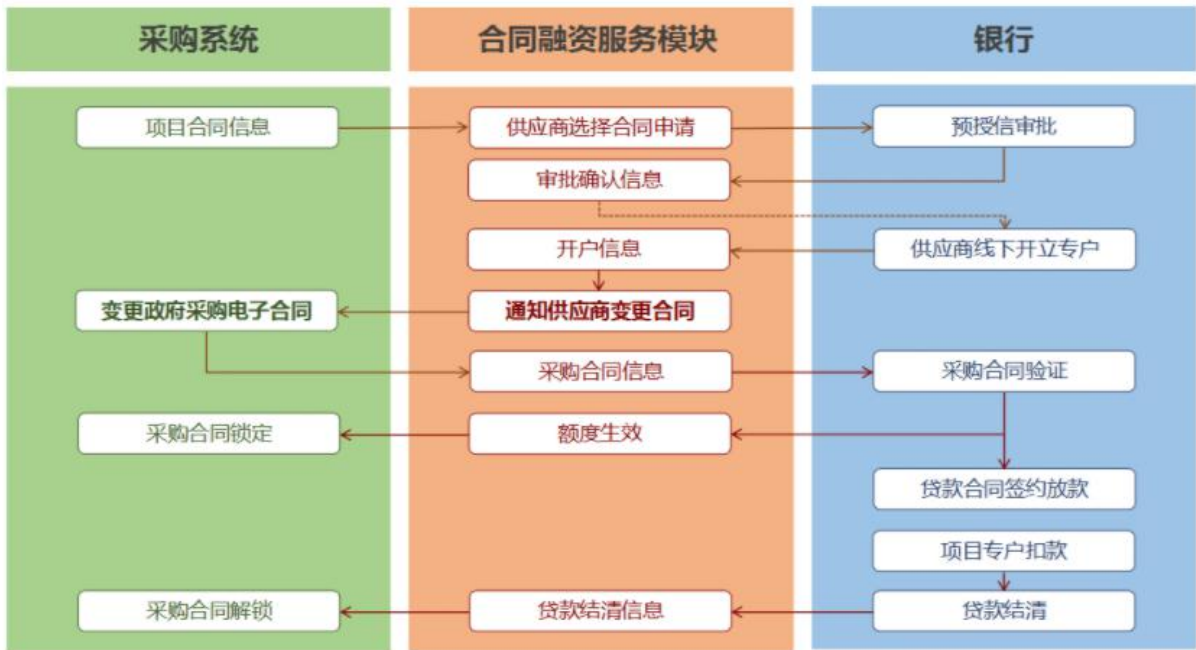 采购系统
合同融资服务模块
银行
项目合同信息
供应商选择合同申请
预授信审批
审批确认信息
开户信息
供应商线下开立专户
变更政府采购电子合同
通知供应商变更合同
采购合同信息
采购合同验证
采购合同锁定
额度生效
贷款合同签约放款
项目专户扣款
采购合同解锁
贷款结清信息
贷款结清